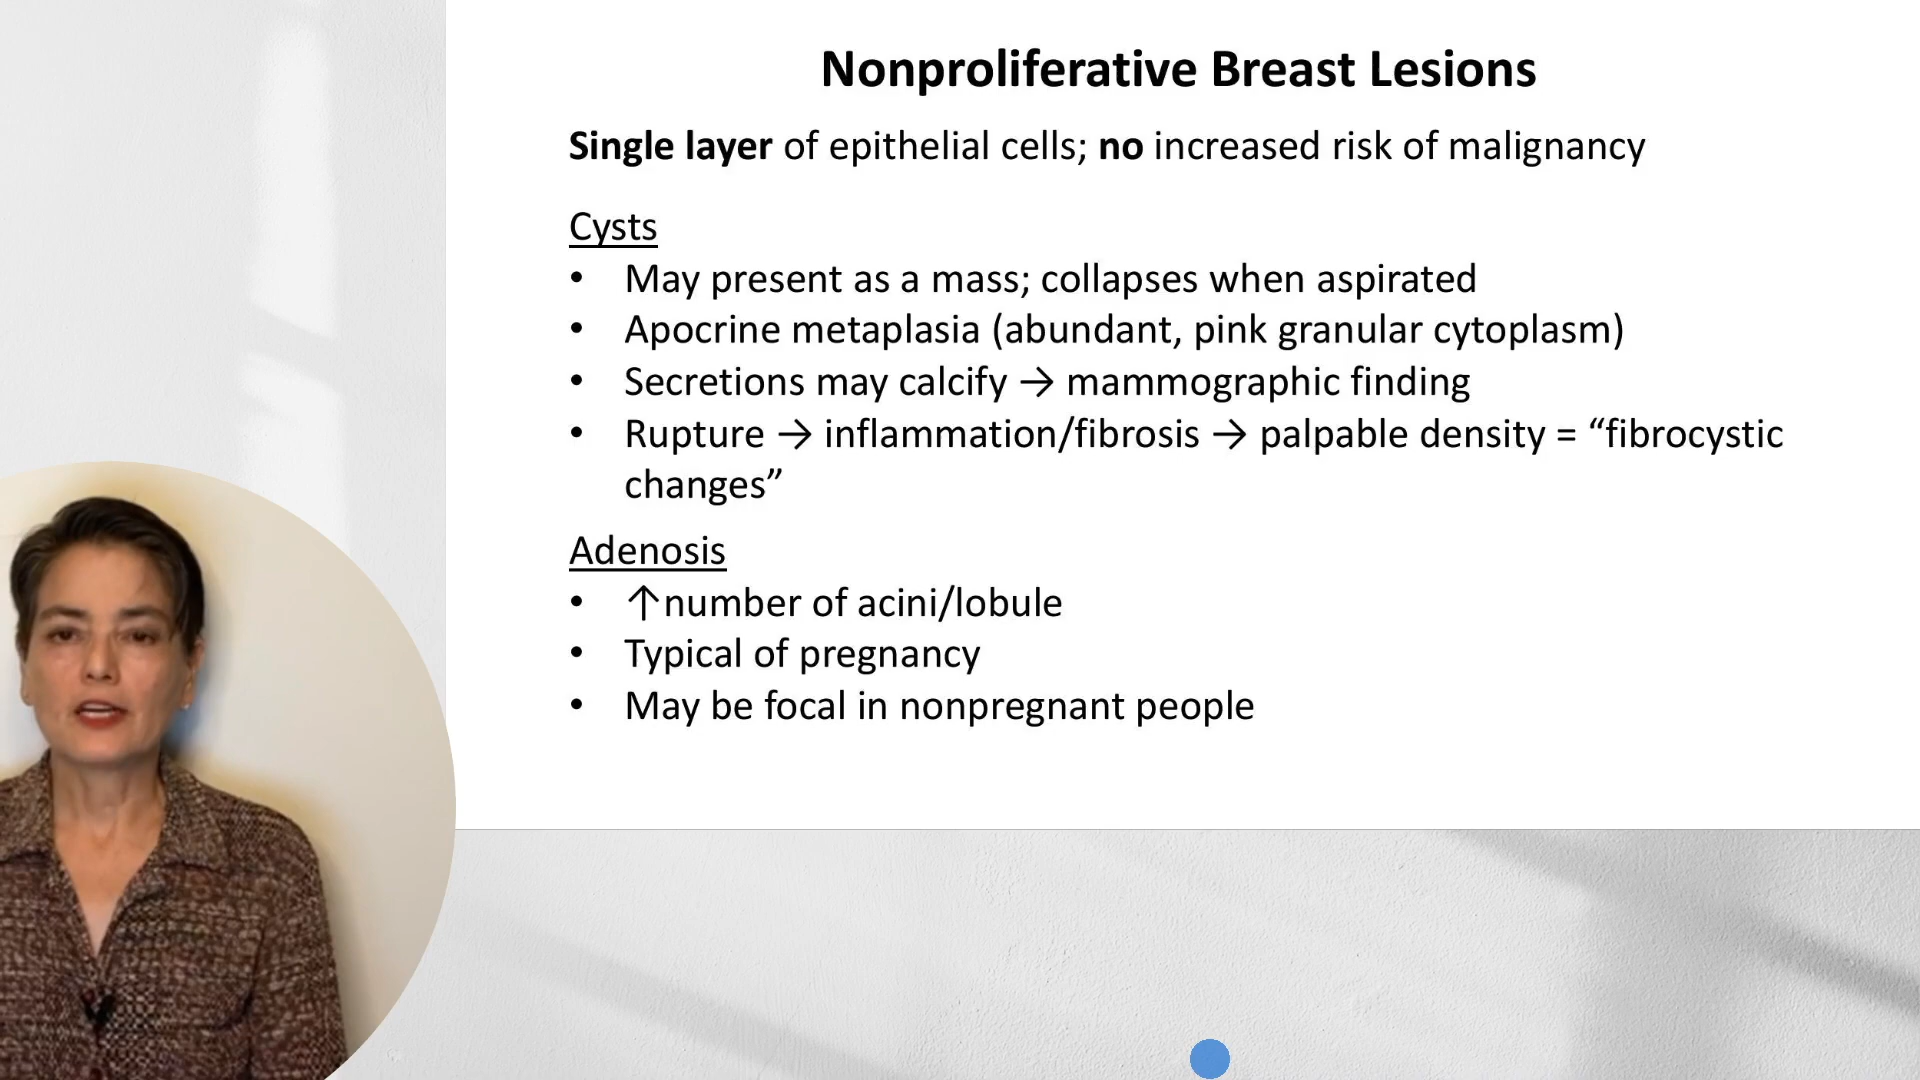 Nonproliferative Breast Lesions
Single layer of epithelial cells; no increased risk of malignancy
Cysts
• May present as a mass; collapses when aspirated
• Apocrine metaplasia (abundant, pink granular cytoplasm)
• Secretions may calcify → mammographic finding
• Rupture → inflammation/fibrosis → palpable density = “fibrocystic
changes”
Adenosis
• ↑number of acini/lobule
• Typical of pregnancy
• May be focal in nonpregnant people